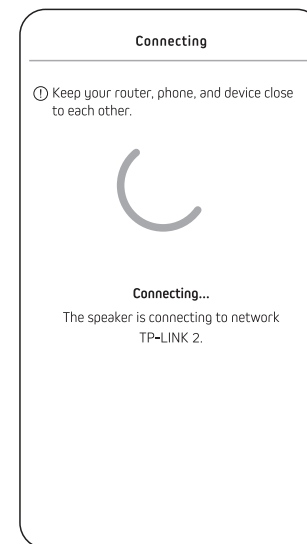 Connecting
Keep your router, phone, and device close
to each other.
Connecting...
The speaker is connecting to network
TP-LINK 2.